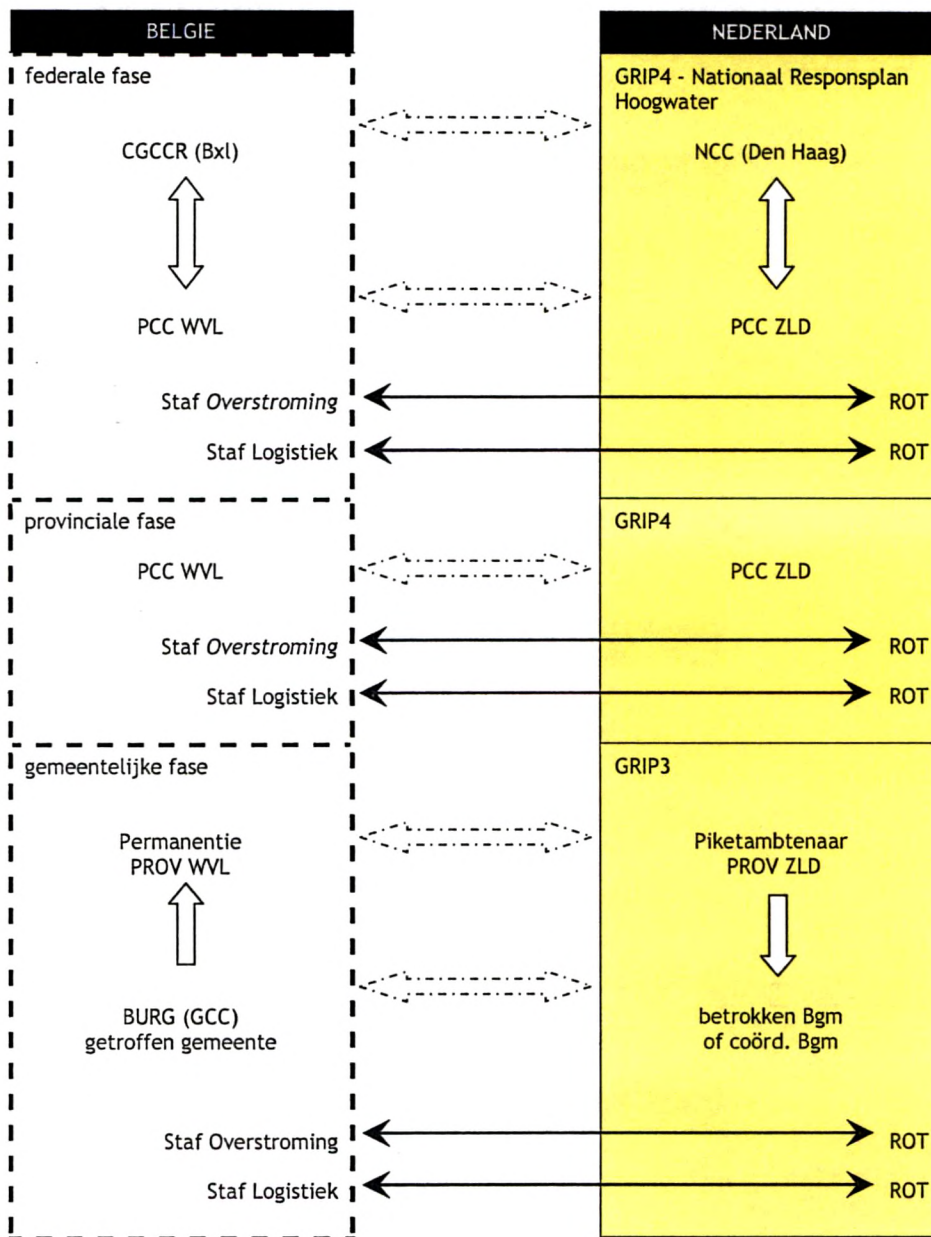 BELGIE
NEDERLAND
federale fase
GRIP4 - Nationaal Responsplan
Hoogwater
CGCCR (Bxl)
NCC (Den Haag)
PCC WVL
PCC ZLD
Staf Overstroming
ROT
Staf Logistiek
ROT
provinciale fase
GRIP4
PCC WVL
PCC ZLD
Staf Overstroming
ROT
Staf Logistiek
ROT
gemeentelijke fase
GRIP3
Permanentie
PROV WVL
Piketambtenaar
PROV ZLD
BURG (GCC)
getroffen gemeente
betrokken Bgm
of coörd. Bgm
Staf Overstroming
ROT
Staf Logistiek
ROT